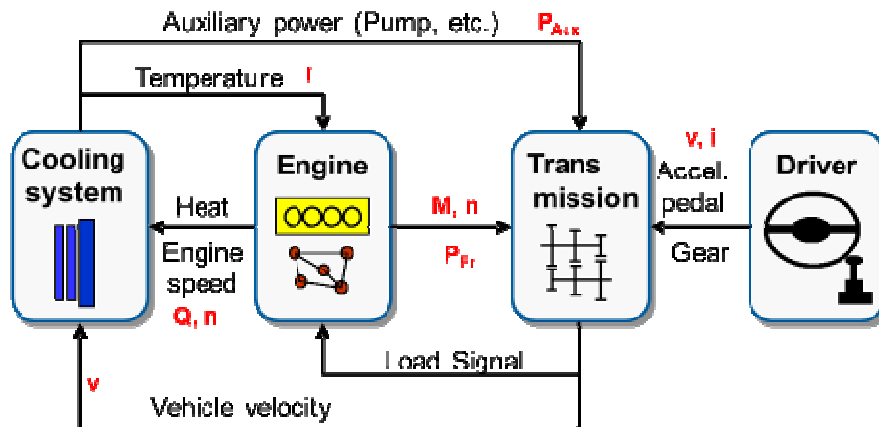 Auxiliary power (Pump, etc.) P_Aux
Temperature T
Cooling
system
Engine
Trans
mission
v, i
Accel.
pedal
Gear
Driver
Heat
Engine
speed
Q, n
M, n
P_Fr
Load Signal
v
Vehicle velocity